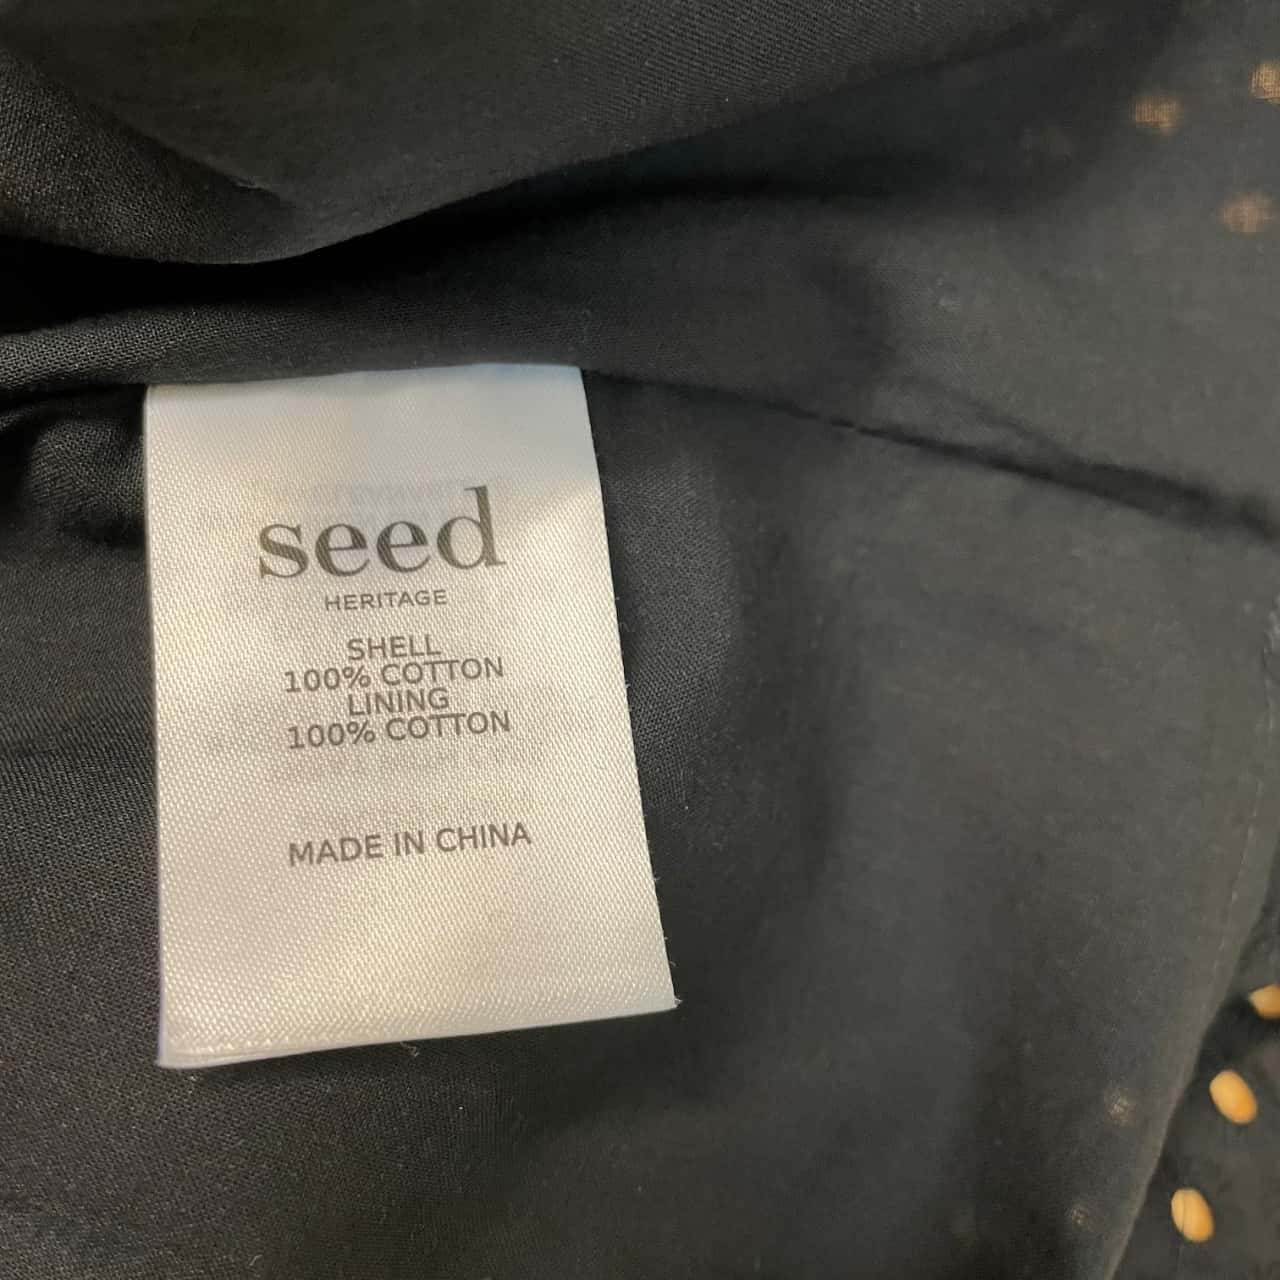 seed
HERITAGE
SHELL
100% COTTON
LINING
100% COTTON
MADE IN CHINA